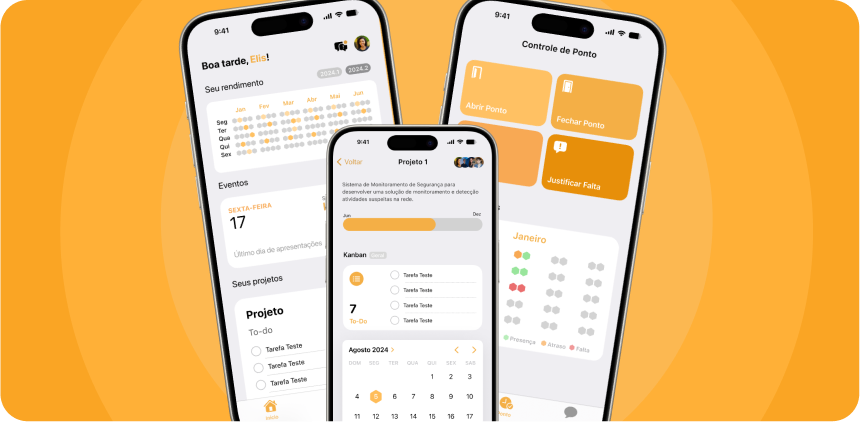 9:41
Boa tarde, Elis!
Seu rendimento
2024.1 2024.2
Jan Fev Mar Abr Mai Jun
Seg
Ter
Qua
Qui
Sex
Eventos
SEXTA-FEIRA
17
Último dia de apresentações
Seus projetos
Projeto
To-do
Tarefa Teste
Tarefa Teste
Tarefa Teste
9:41
Voltar
Projeto 1
Sistema de Monitoramento de Segurança para
desenvolver uma solução de monitoramento e detecção
atividades suspeitas na rede.
Jun
Dez
Kanban
7
To-Do
Tarefa Teste
Tarefa Teste
Tarefa Teste
Tarefa Teste
Agosto 2024
DOM SEG TER QUA QUI SEX SAB
1 2 3
4 5 6 7 8 9 10
11 12 13 14 15 16 17
9:41
Controle de Ponto
Abrir Ponto
Fechar Ponto
Justificar Falta
Janeiro
Presença Atraso Falta